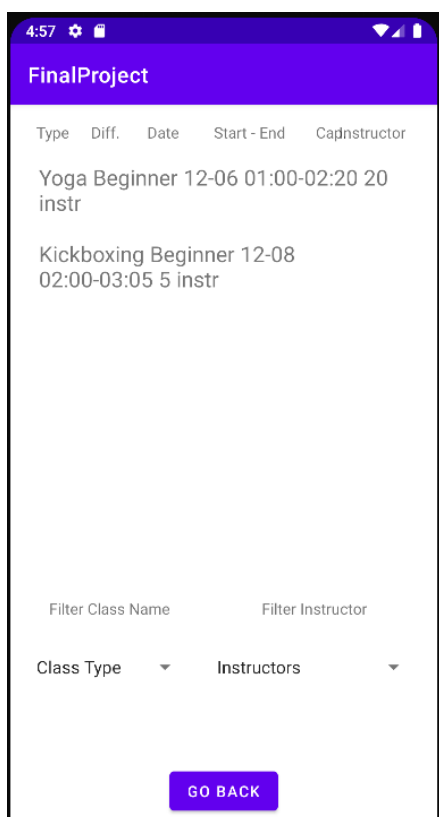 4:57
FinalProject
Type Diff. Date Start - End Cap Instructor
Yoga Beginner 12-06 01:00-02:20 20
instr
Kickboxing Beginner 12-08
02:00-03:05 5 instr
Filter Class Name Filter Instructor
Class Type Instructors
GO BACK